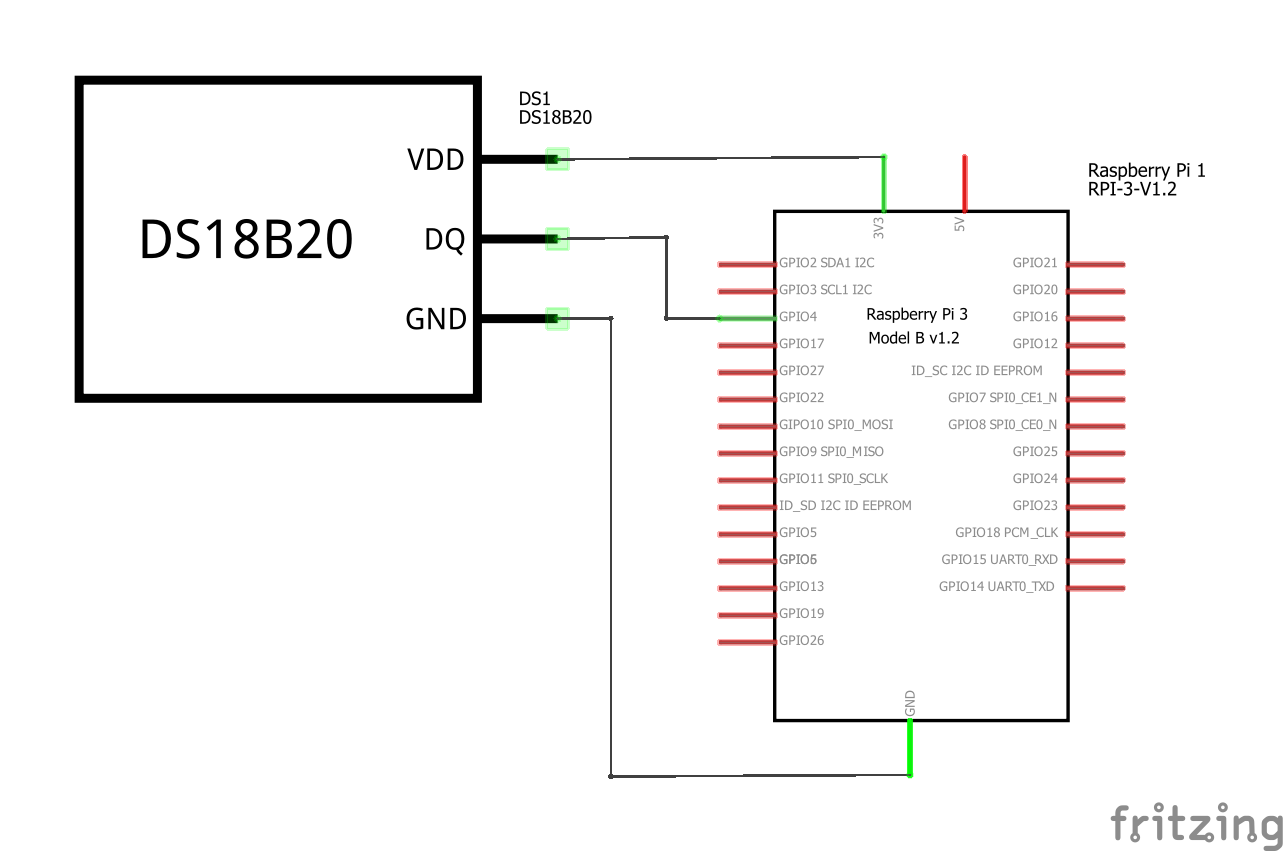 DS1
DS18B20
VDD
DQ
GND
DS18B20
Raspberry Pi 1
RPI-3-V1.2
3V3
5V
GPIO2 SDA1 I2C
GPIO3 SCL1 I2C
GPIO4
GPIO17
GPIO27
GPIO22
GIPO10 SPI0_MOSI
GPIO9 SPI0_MISO
GPIO11 SPI0_SCLK
ID_SD I2C ID EEPROM
GPIO5
GPIO6
GPIO13
GPIO19
GPIO26
Raspberry Pi 3
Model B v1.2
GPIO21
GPIO20
GPIO16
GPIO12
ID_SC I2C ID EEPROM
GPIO7 SPI0_CE1_N
GPIO8 SPI0_CE0_N
GPIO25
GPIO24
GPIO23
GPIO18 PCM_CLK
GPIO15 UART0_RXD
GPIO14 UART0_TXD
GND
fritzing